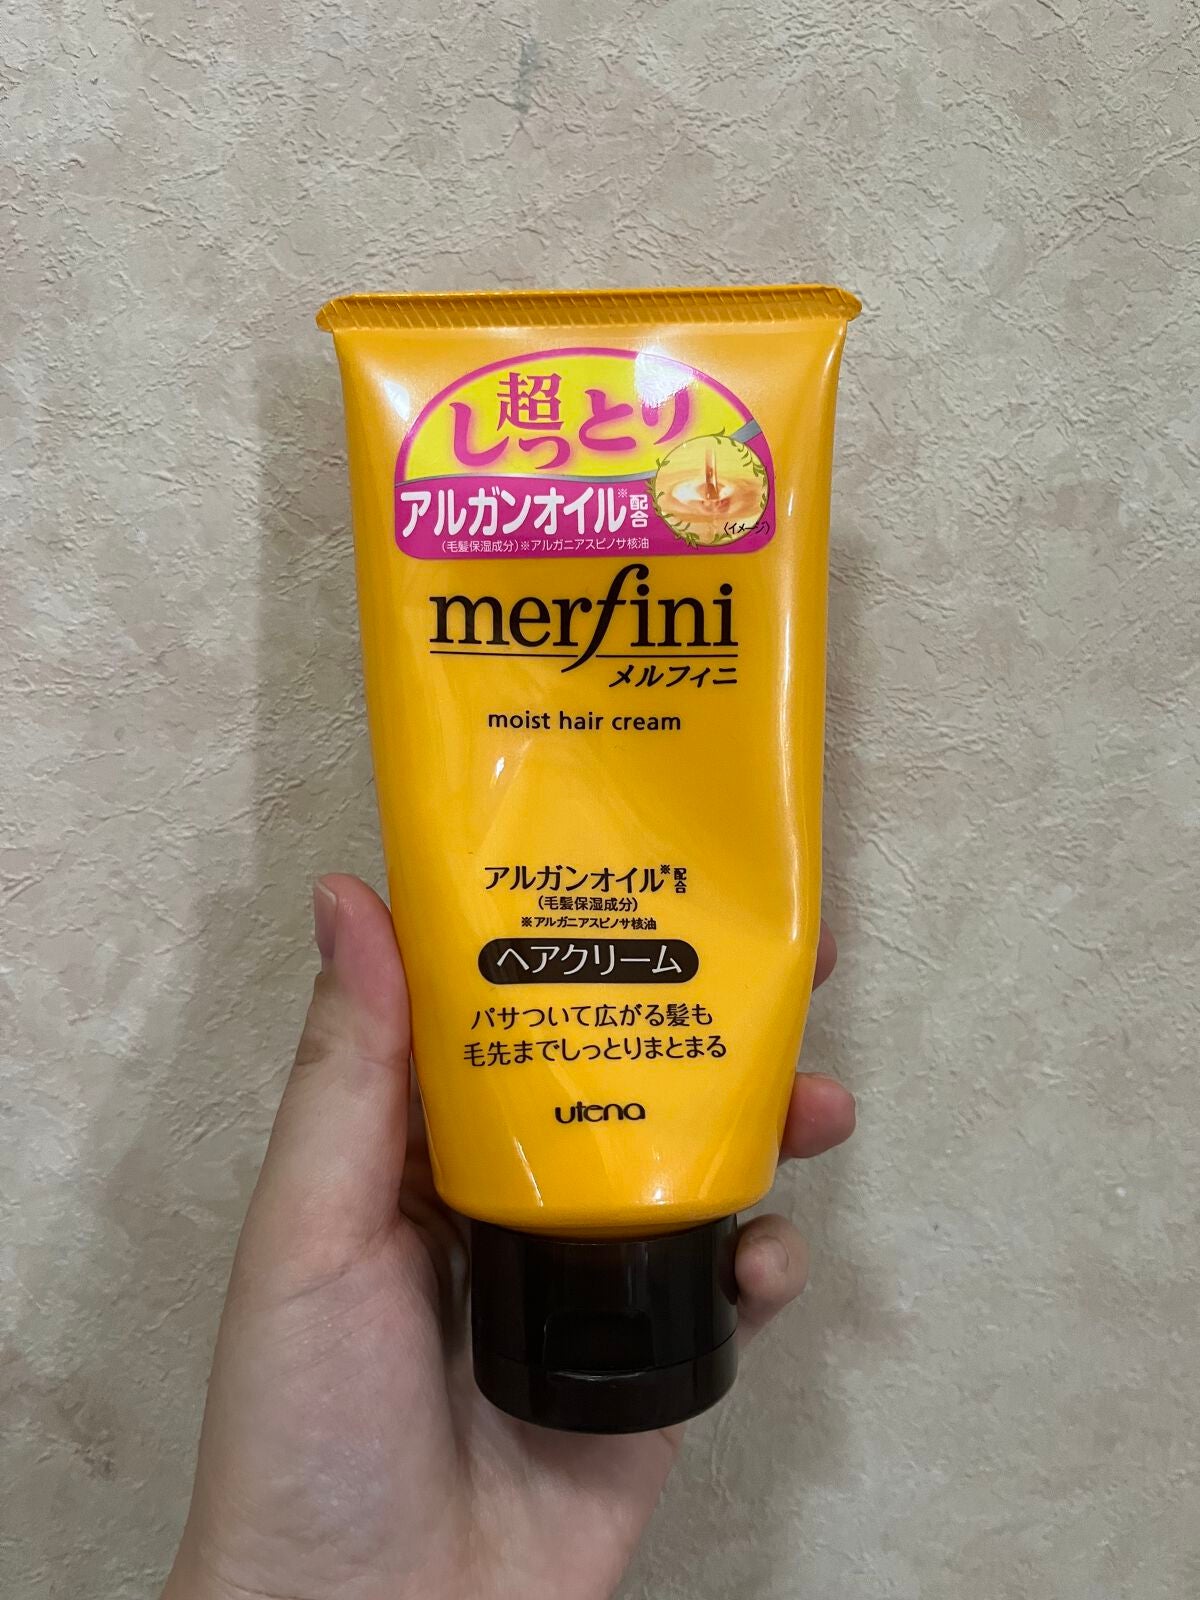 超しっとり
アルガンオイル※配合
(毛髪保湿成分)※アルガニアスピノサ核油
〈イメージ〉
merfini
メルフィニ
moist hair cream
アルガンオイル※配合
(毛髪保湿成分)
※アルガニアスピノサ核油
ヘアクリーム
パサついて広がる髪も
毛先までしっとりまとまる
utena